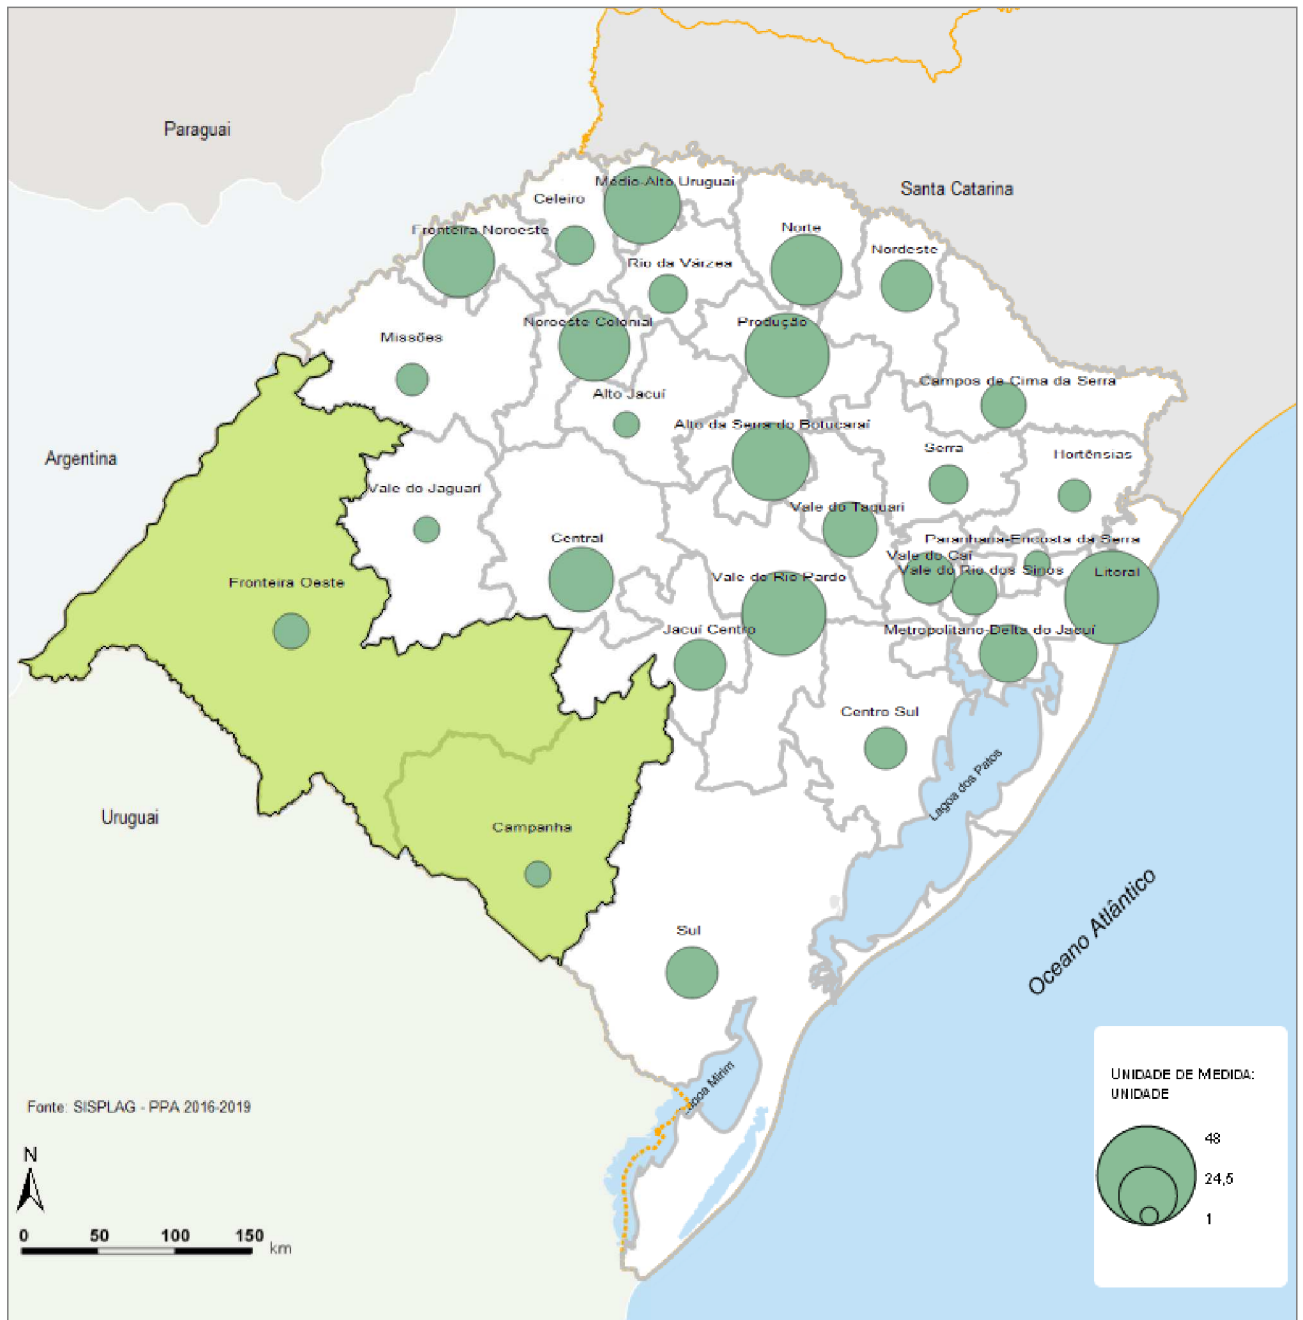 Paraguai
Santa Catarina
Médio-Alto Uruguai
Celeiro
Fronteira Noroeste
Norte
Nordeste
Rio da Várzea
Noroeste Colonial
Produção
Missões
Campos de Cima da Serra
Alto Jacuí
Alto da Serra do Botucaraí
Argentina
Serra
Hortênsias
Vale do Jaguarí
Vale do Taquari
Central
Paranhana-Encosta da Serra
Vale do Caí
Vale do Rio dos Sinos
Litoral
Fronteira Oeste
Vale do Rio Pardo
Jacuí Centro
Metropolitano-Delta do Jacuí
Centro Sul
Lagoa dos Patos
Uruguai
Campanha
Oceano Atlântico
Sul
Lagoa Mirim
UNIDADE DE MEDIDA:
UNIDADE
48
24,5
1
Fonte: SISPLAG - PPA 2016-2019
N
0 50 100 150
km